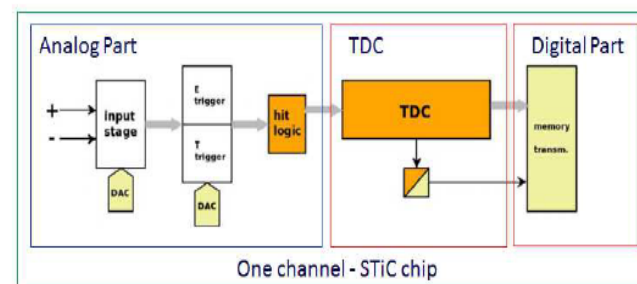 Analog Part
TDC
Digital Part
+
-
input
stage
DAC
E
trigger
T
trigger
DAC
hit
logic
TDC
memory
transm.
One channel - STiC chip